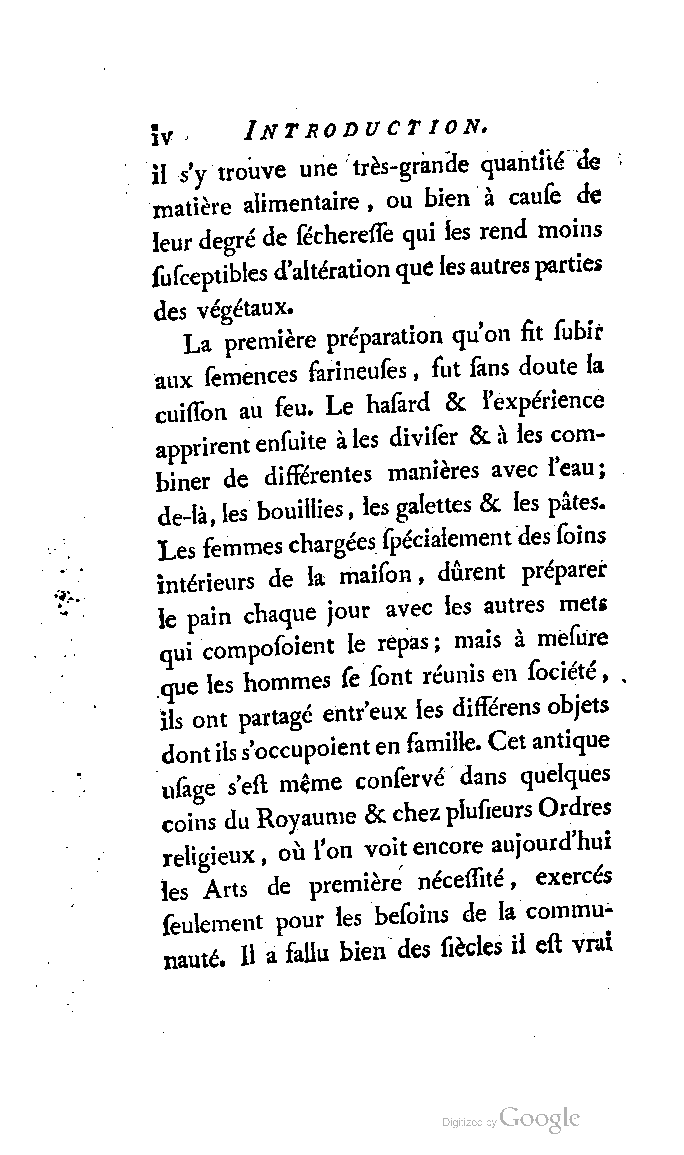 iv INTRODUCTION.
il s'y trouve une très-grande quantité de
matière alimentaire, ou bien à cauſe de
leur degré de ſéchereſſe qui les rend moins
ſuſceptibles d'altération que les autres parties
des végétaux.
La première préparation qu'on fit ſubir
aux ſemences farineuſes, fut ſans doute la
cuiſſon au feu. Le haſard & l'expérience
apprirent enſuite à les diviſer & à les com-
biner de différentes manières avec l'eau;
de-là, les bouillies, les galettes & les pâtes.
Les femmes chargées ſpécialement des ſoins
intérieurs de la maiſon, dûrent préparer
le pain chaque jour avec les autres mets
qui compoſoient le repas; mais à meſure
que les hommes ſe ſont réunis en ſociété,
ils ont partagé entr'eux les différens objets
dont ils s'occupoient en famille. Cet antique
uſage s'eſt même conſervé dans quelques
coins du Royaume & chez pluſieurs Ordres
religieux, où l'on voit encore aujourd'hui
les Arts de première néceſſité, exercés
ſeulement pour les beſoins de la commu-
nauté. Il a fallu bien des ſiècles il eſt vrai
Digitized by Google